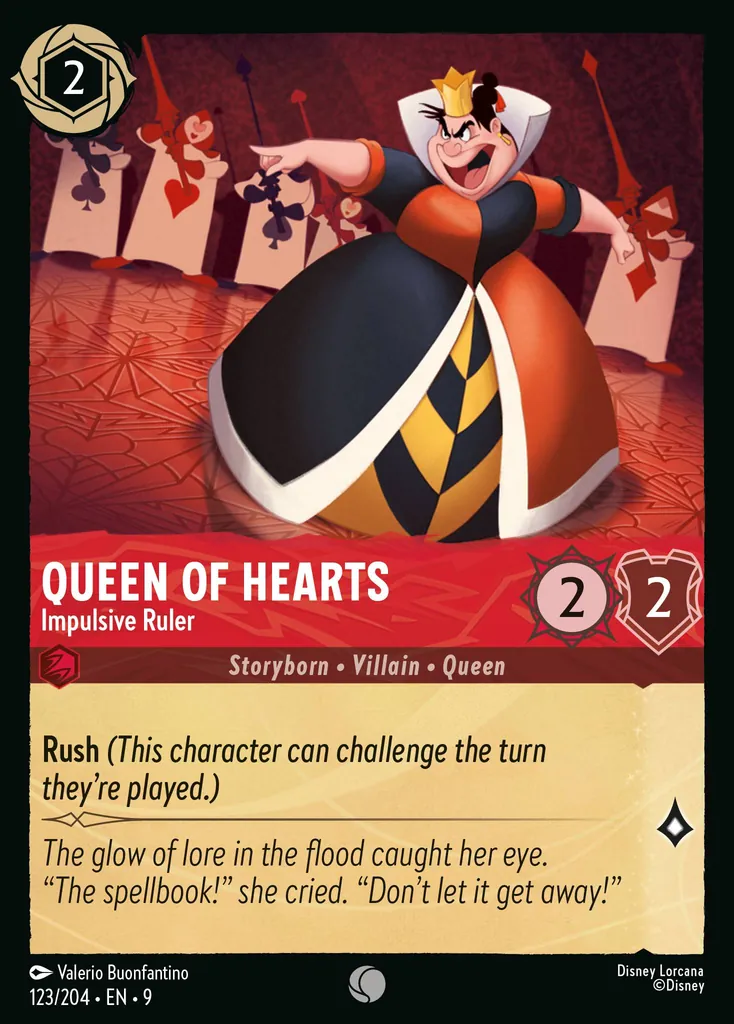 2
QUEEN OF HEARTS
Impulsive Ruler
2
2
Storyborn • Villain • Queen
Rush (This character can challenge the turn
they’re played.)
The glow of lore in the flood caught her eye.
“The spellbook!” she cried. “Don’t let it get away!”
Valerio Buonfantino
123/204 • EN • 9
Disney Lorcana
©Disney